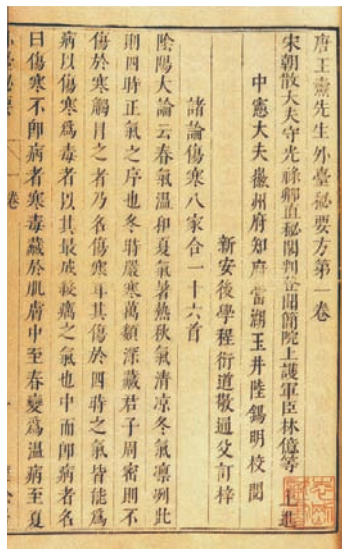 唐王燾先生外臺秘要方第一卷
宋朝散大夫守光祿卿直秘閣判登聞簡院上護軍臣林億等 上進
中憲大夫徽州府知府當湖玉井陸錫明校閱
新安後學程衍道敬通父訂梓
諸論傷寒八家合一十六首
陰陽大論云春氣溫和夏氣暑熱秋氣清凉冬氣凛冽此
則四時正氣之序也冬時嚴寒萬類深藏君子周密則不
傷於寒觸冒之者乃名傷寒耳其傷於四時之氣皆能爲
病以傷寒爲毒者以其最成殺癘之氣也中而卽病者名
曰傷寒不卽病者寒毒藏於肌膚中至春變爲溫病至夏
一卷